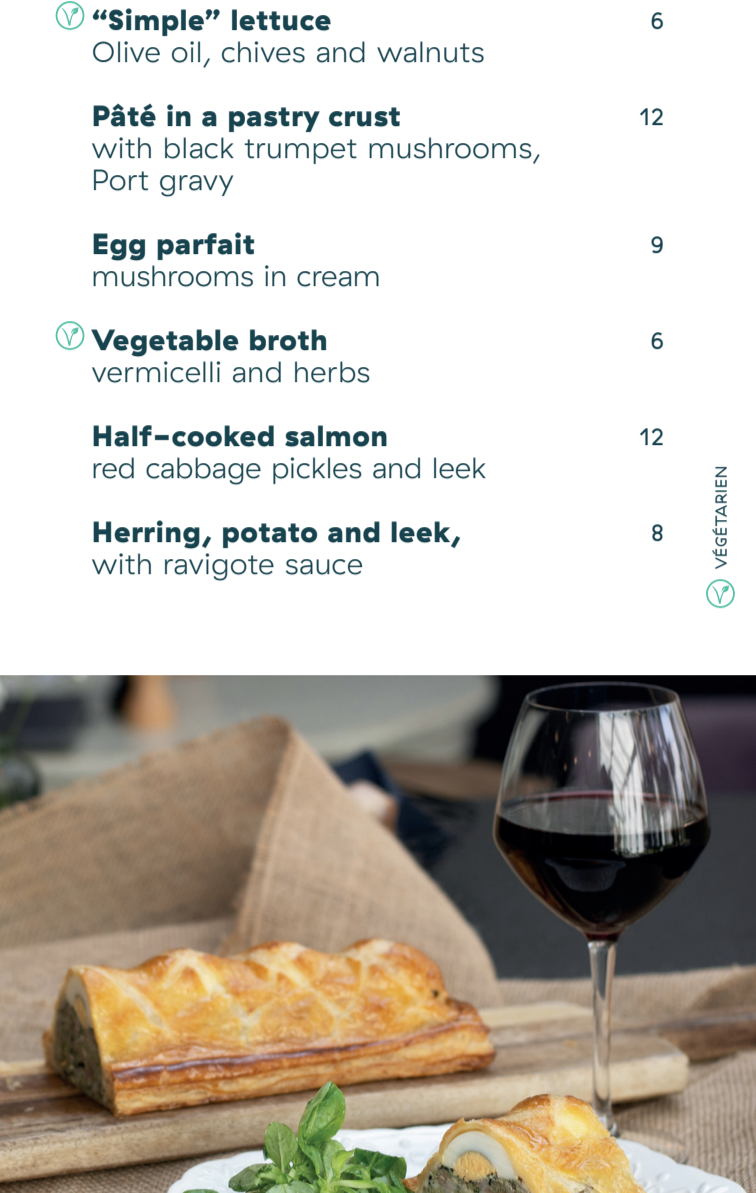 “Simple” lettuce 6
Olive oil, chives and walnuts
Pâté in a pastry crust 12
with black trumpet mushrooms,
Port gravy
Egg parfait 9
mushrooms in cream
Vegetable broth 6
vermicelli and herbs
Half-cooked salmon 12
red cabbage pickles and leek
Herring, potato and leek, 8
with ravigote sauce
VÉGÉTARIEN